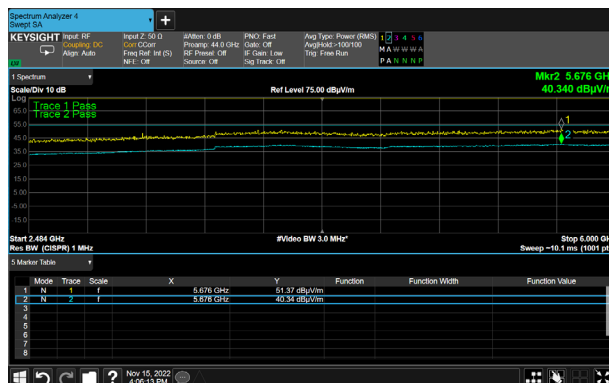 Spectrum Analyzer 4
Swept SA
+
KEYSIGHT Input: RF Input Z: 50 Ω #Atten: 0 dB PNO: Fast Avg Type: Power (RMS) 1 2 3 4 5 6
Coupling: DC Corr CCorr Preamp: 44.0 GHz Gate: Off Avg|Hold:>100/100 M A W W W A
Align: Auto Freq Ref: Int (S) RF Presel: Off IF Gain: Low Trig: Free Run P A N N N P
NFE: Off Source: Off Sig Track: Off
1 Spectrum Mkr2 5.676 GH
Scale/Div 10 dB Ref Level 75.00 dBµV/m 40.340 dBµV/
Log
Trace 1 Pass
Trace 2 Pass
65.0
55.0
45.0
35.0
25.0
15.0
5.00
15.0
1
2
Start 2.484 GHz #Video BW 3.0 MHz* Stop 6.000 GH
Res BW (CISPR) 1 MHz Sweep ~10.1 ms (1001 pt
5 Marker Table
Mode Trace Scale X Y Function Function Width Function Value
1 N 1 f 5.676 GHz 51.37 dBµV/m
2 N 2 f 5.676 GHz 40.34 dBµV/m
3
4
5
6
7
8
? Nov 15, 2022
4:06:13 PM